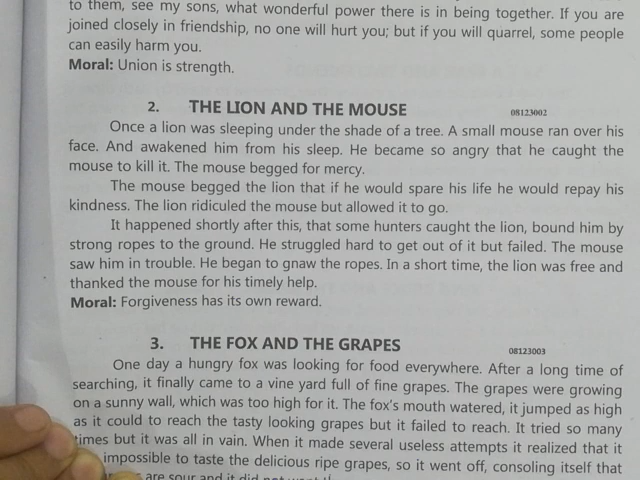 to them, see my sons, what wonderful power there is in being together. If you are
joined closely in friendship, no one will hurt you; but if you will quarrel, some people
can easily harm you.
Moral: Union is strength.
2. THE LION AND THE MOUSE 08123002
Once a lion was sleeping under the shade of a tree. A small mouse ran over his
face. And awakened him from his sleep. He became so angry that he caught the
mouse to kill it. The mouse begged for mercy.
The mouse begged the lion that if he would spare his life he would repay his
kindness. The lion ridiculed the mouse but allowed it to go.
It happened shortly after this, that some hunters caught the lion, bound him by
strong ropes to the ground. He struggled hard to get out of it but failed. The mouse
saw him in trouble. He began to gnaw the ropes. In a short time, the lion was free and
thanked the mouse for his timely help.
Moral: Forgiveness has its own reward.
3. THE FOX AND THE GRAPES 08123003
One day a hungry fox was looking for food everywhere. After a long time of
searching, it finally came to a vine yard full of fine grapes. The grapes were growing
on a sunny wall, which was too high for it. The fox's mouth watered, it jumped as high
as it could to reach the tasty looking grapes but it failed to reach. It tried so many
times but it was all in vain. When it made several useless attempts it realized that it
impossible to taste the delicious ripe grapes, so it went off, consoling itself that
are sour and it did not